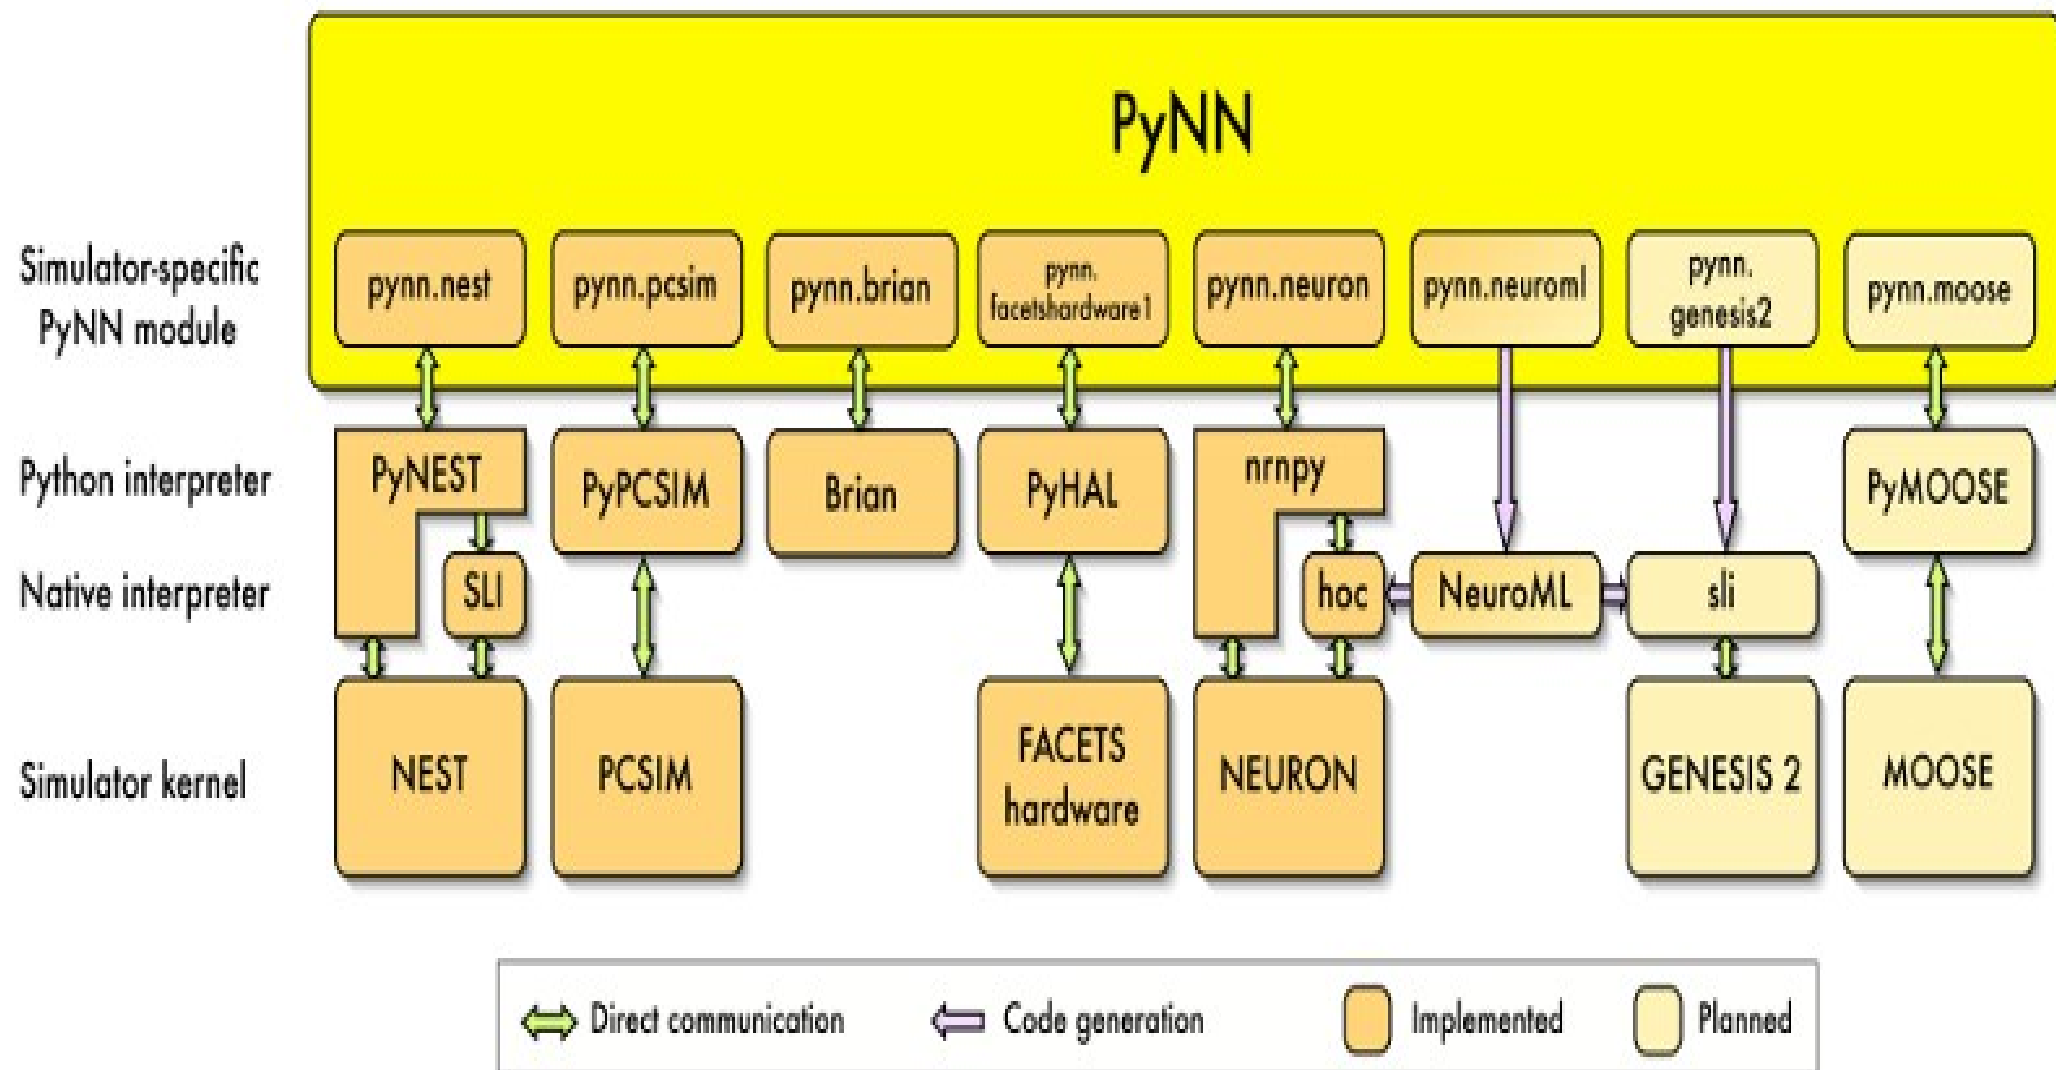 PyNN
Simulator-specific
PyNN module
pynn.nest
pynn.pcsim
pynn.brian
pynn.
facetshardware1
pynn.neuron
pynn.neuroml
pynn.
genesis2
pynn.moose
Python interpreter
PyNEST
PyPCSIM
Brian
PyHAL
nrnpy
PyMOOSE
Native interpreter
SLI
hoc
NeuroML
sli
Simulator kernel
NEST
PCSIM
FACETS
hardware
NEURON
GENESIS 2
MOOSE
Direct communication
Code generation
Implemented
Planned